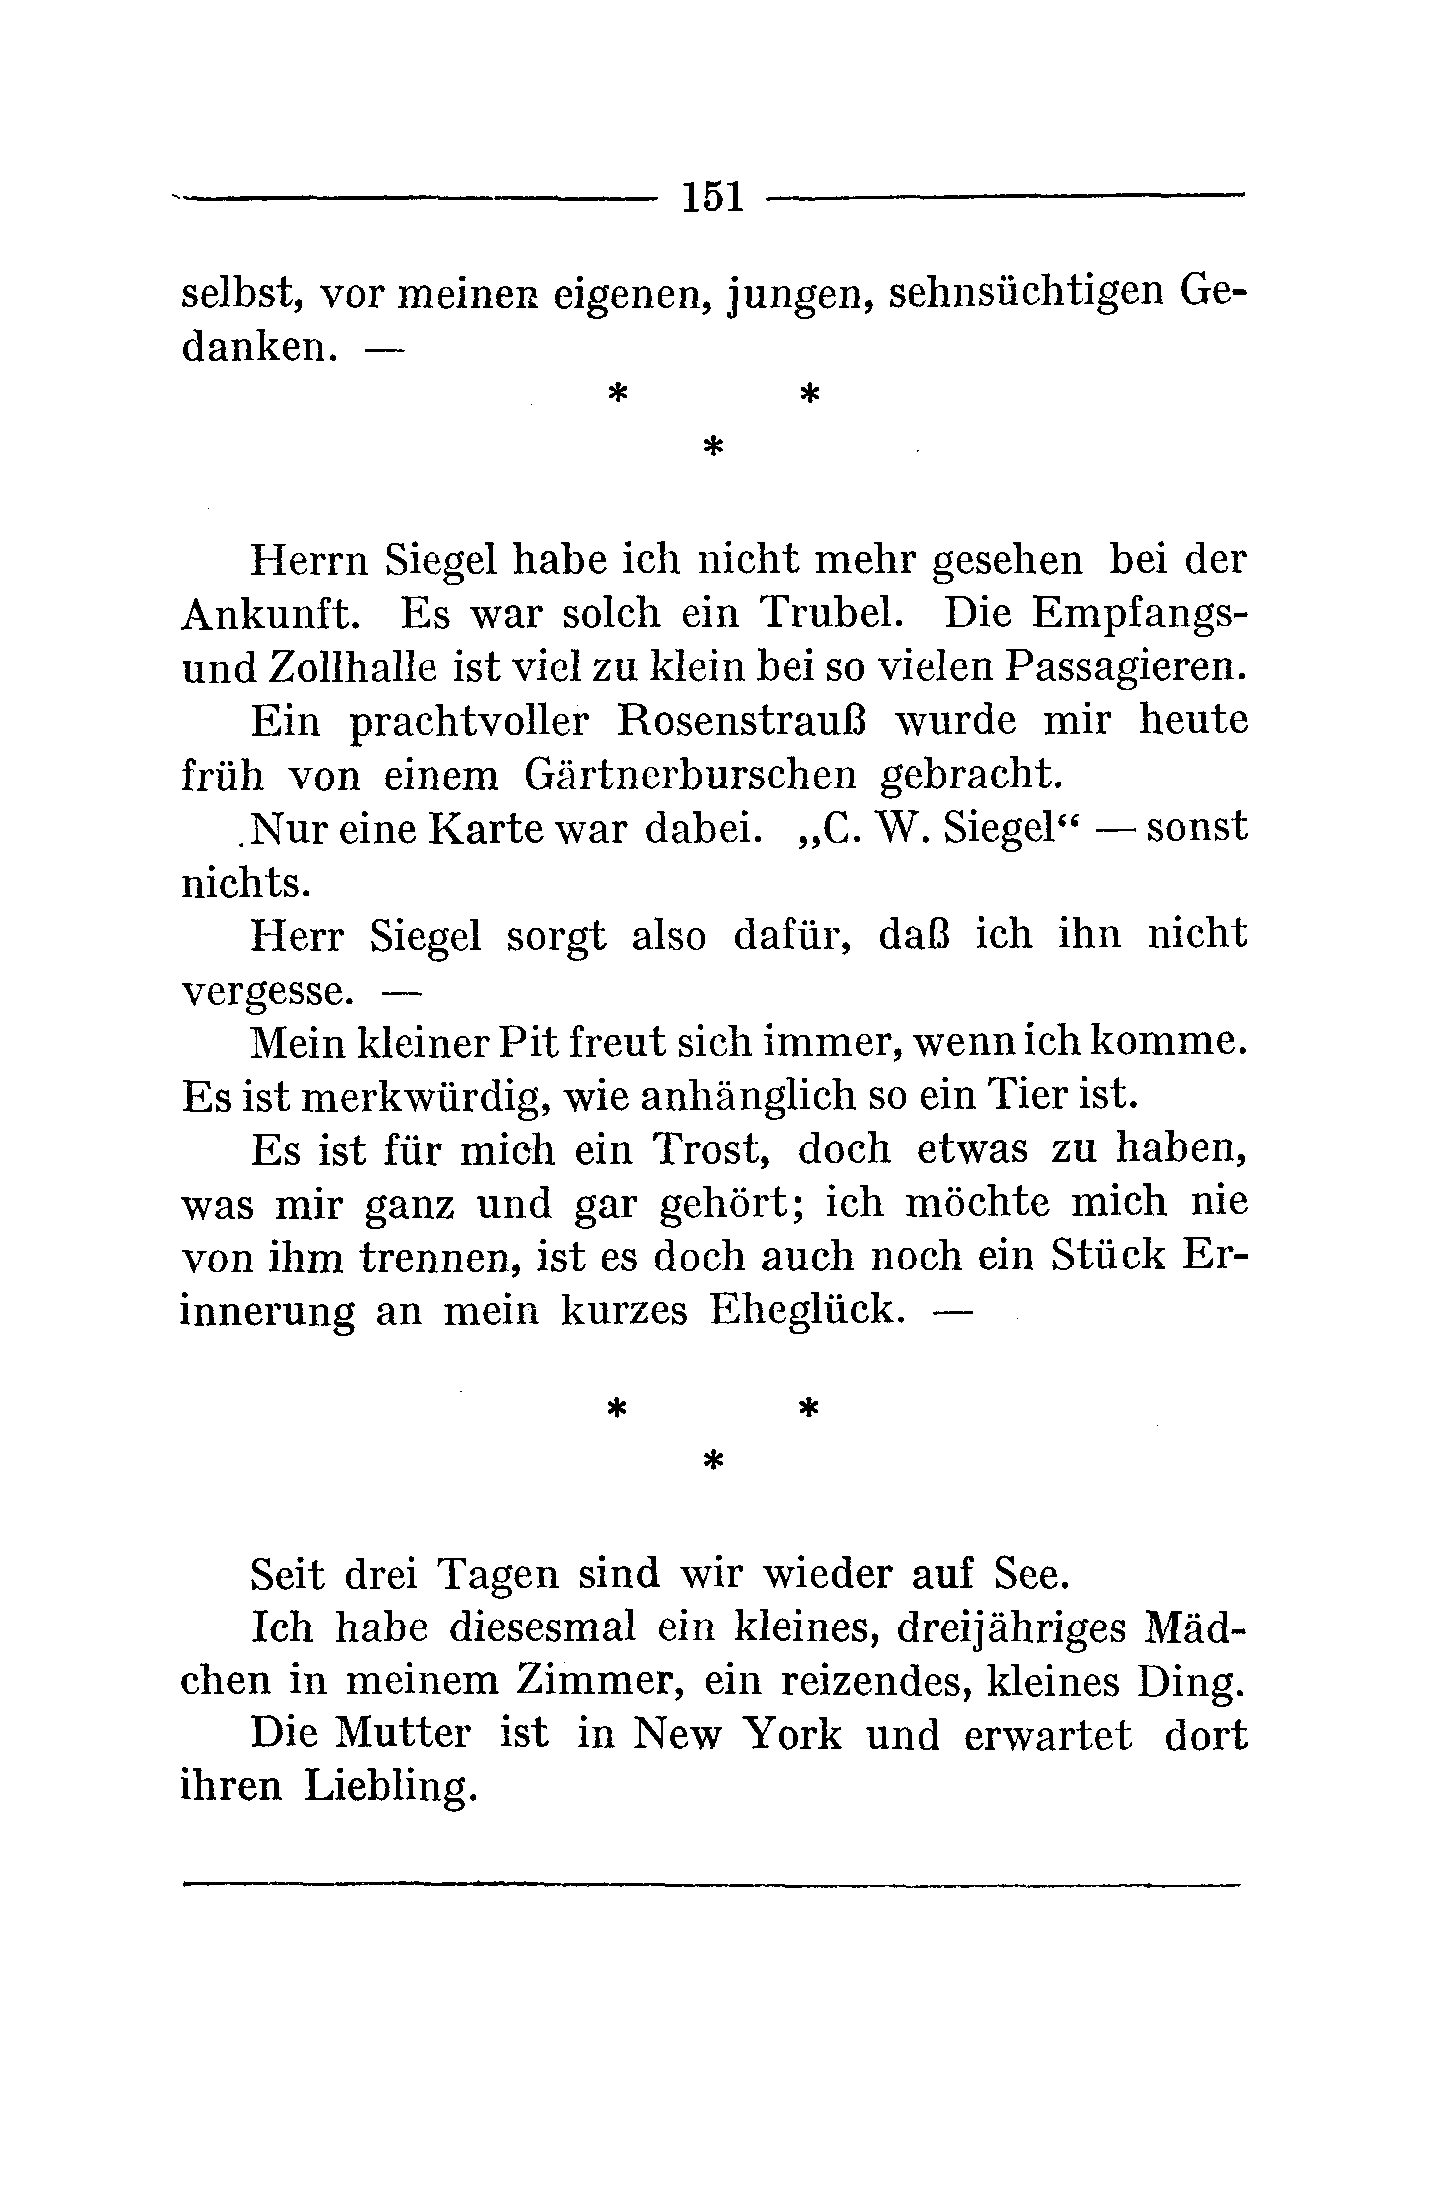 151
selbst, vor meinen eigenen, jungen, sehnsüchtigen Ge-
danken. —
* *
*
Herrn Siegel habe ich nicht mehr gesehen bei der
Ankunft. Es war solch ein Trubel. Die Empfangs-
und Zollhalle ist viel zu klein bei so vielen Passagieren.
Ein prachtvoller Rosenstrauß wurde mir heute
früh von einem Gärtnerburschen gebracht.
Nur eine Karte war dabei. „C. W. Siegel“ — sonst
nichts.
Herr Siegel sorgt also dafür, daß ich ihn nicht
vergesse. —
Mein kleiner Pit freut sich immer, wenn ich komme.
Es ist merkwürdig, wie anhänglich so ein Tier ist.
Es ist für mich ein Trost, doch etwas zu haben,
was mir ganz und gar gehört; ich möchte mich nie
von ihm trennen, ist es doch auch noch ein Stück Er-
innerung an mein kurzes Eheglück. —
* *
*
Seit drei Tagen sind wir wieder auf See.
Ich habe diesesmal ein kleines, dreijähriges Mäd-
chen in meinem Zimmer, ein reizendes, kleines Ding.
Die Mutter ist in New York und erwartet dort
ihren Liebling.